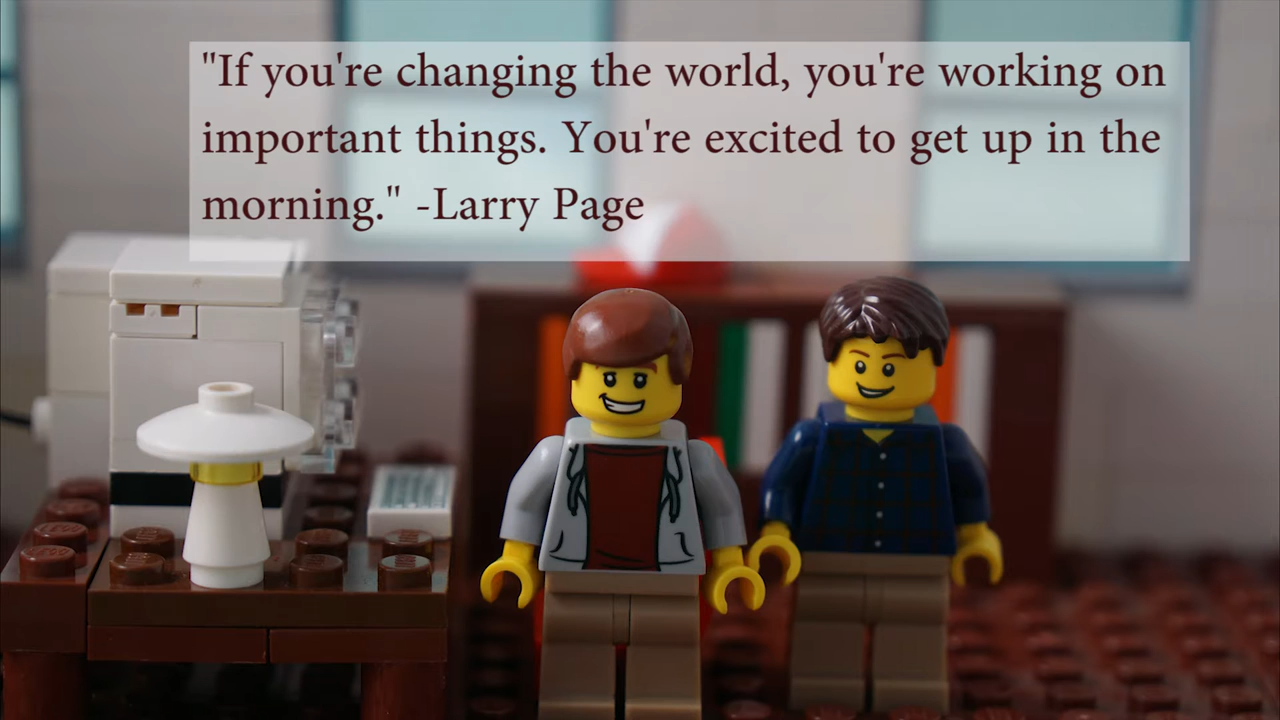 "If you're changing the world, you're working on
important things. You're excited to get up in the
morning." -Larry Page